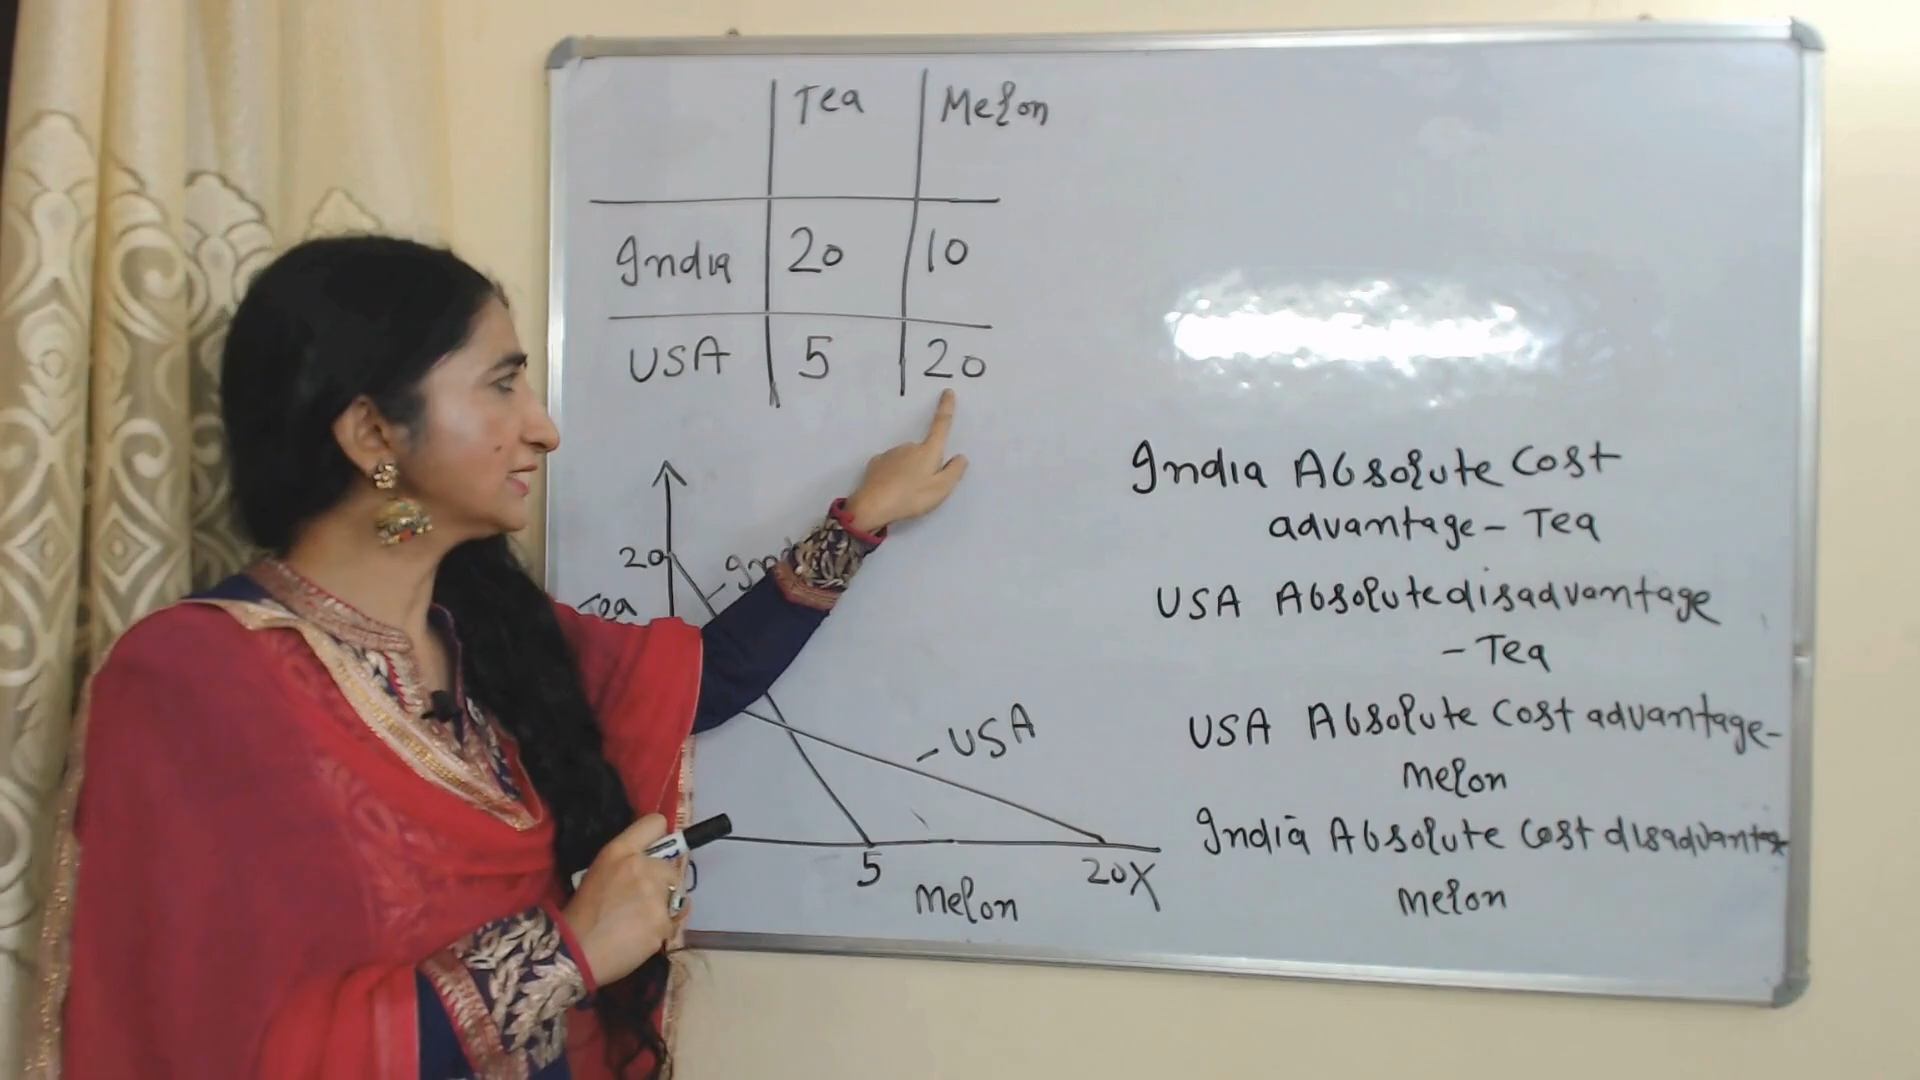 Tea Melon
India 20 10
USA 5 20
20
Tea
USA
5
20X
Melon
India Absolute Cost
advantage - Tea
USA Absolute disadvantage
- Tea
USA Absolute Cost advantage -
Melon
India Absolute Cost disadvantage
Melon